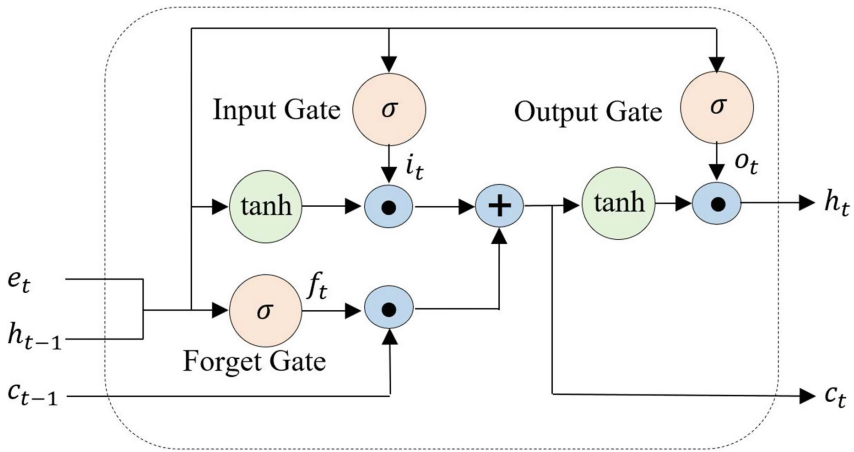 σ
σ
Input Gate
Output Gate
i_t
o_t
tanh
•
+
tanh
•
h_t
e_t
f_t
σ
•
h_{t-1}
Forget Gate
c_{t-1}
c_t